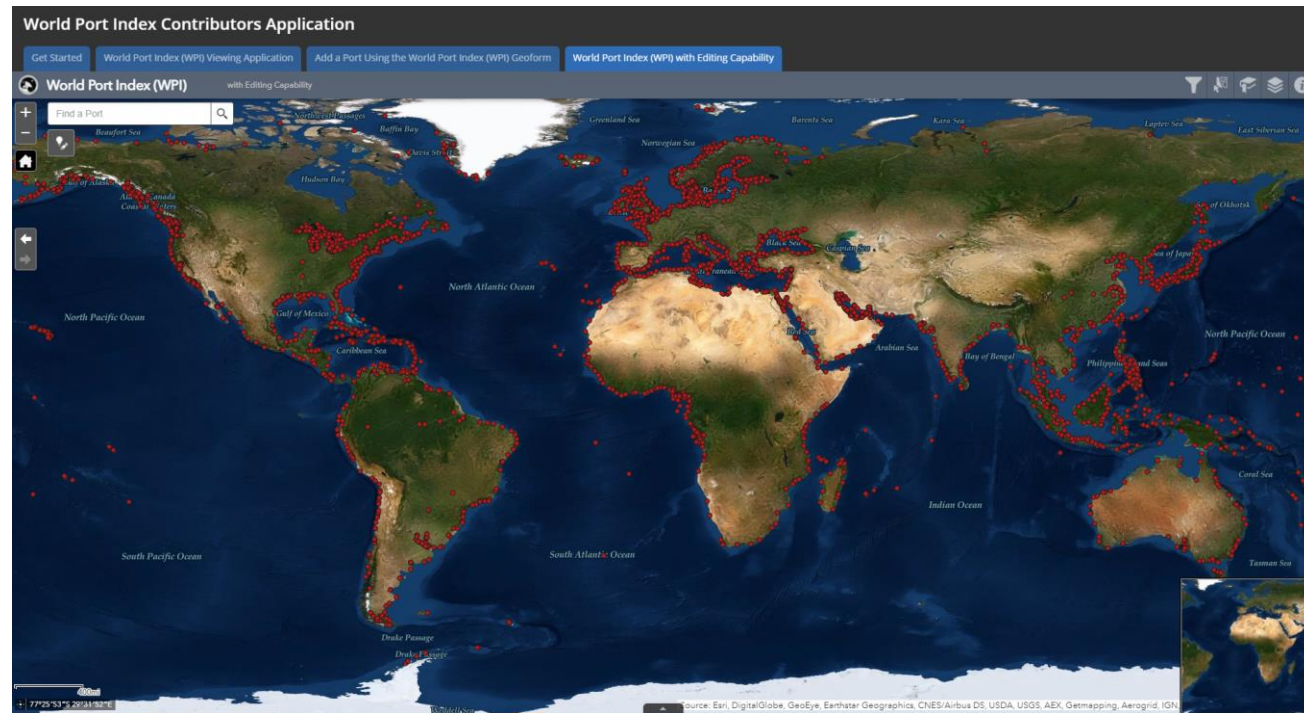 World Port Index Contributors Application
Get Started
World Port Index (WPI) Viewing Application
Add a Port Using the World Port Index (WPI) Geoform
World Port Index (WPI) with Editing Capability
World Port Index (WPI)
with Editing Capability
Find a Port
Northwest Passages
Greenland Sea
Barents Sea
Kara Sea
Laptev Sea
East Siberian Sea
Beaufort Sea
Baffin Bay
Norwegian Sea
Davis Strait
Hudson Bay
Gulf of Alaska
of Okhotsk
Black Sea
Caspian Sea
North Atlantic Ocean
Gulf of Mexico
North Pacific Ocean
Red Sea
North Pacific Ocean
Caribbean Sea
Arabian Sea
Bay of Bengal
Coral Sea
Indian Ocean
South Pacific Ocean
South Atlantic Ocean
Tasman Sea
Drake Passage
400mi
Source: Esri, DigitalGlobe, GeoEye, Earthstar Geographics, CNES/Airbus DS, USDA, USGS, AEX, Getmapping, Aerogrid, IGN,